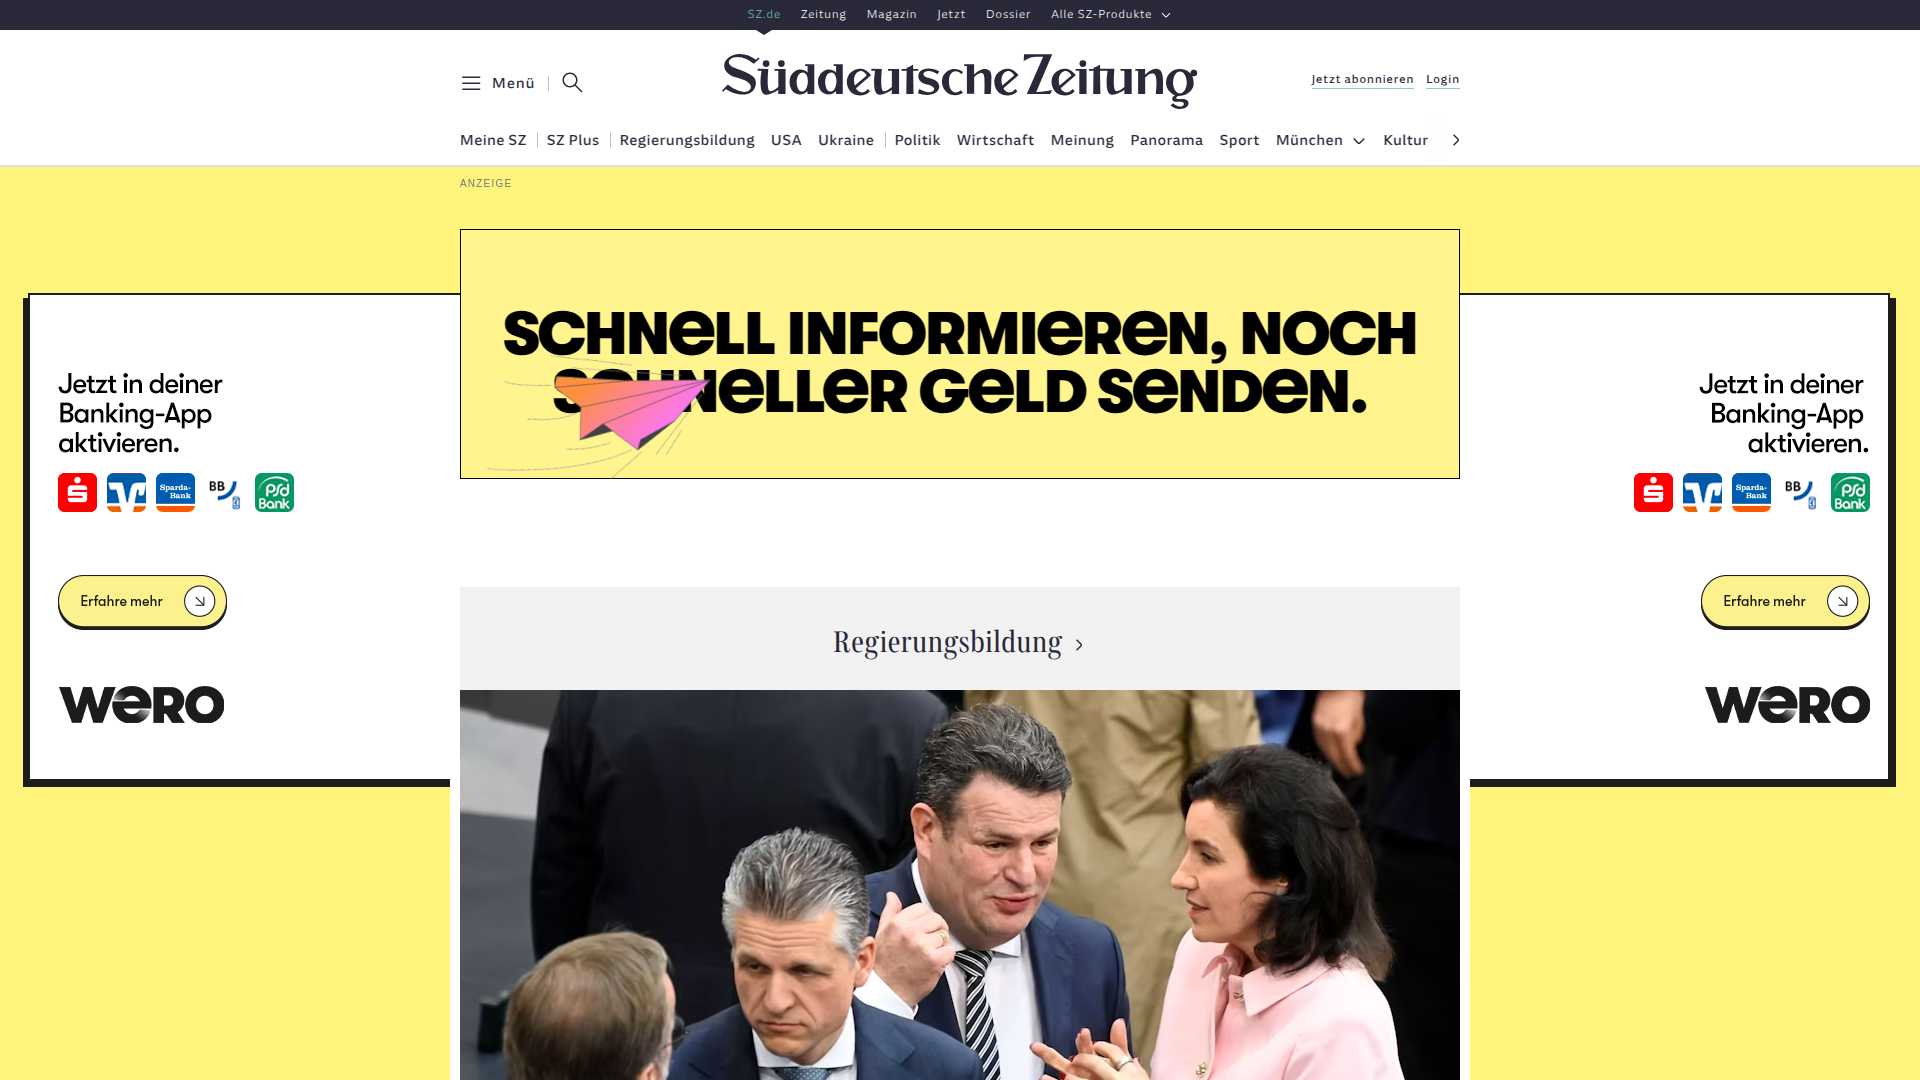 SZ.de Zeitung Magazin Jetzt Dossier Alle SZ-Produkte
Menü
Süddeutsche Zeitung
Jetzt abonnieren Login
Meine SZ SZ Plus Regierungsbildung USA Ukraine Politik Wirtschaft Meinung Panorama Sport München Kultur
ANZEIGE
SCHNELL INFORMIEREN, NOCH
SCHNELLER GELD SENDEN.
Jetzt in deiner
Banking-App
aktivieren.
Sparda-
Bank
BB
psd
Bank
Erfahre mehr
WERO
Jetzt in deiner
Banking-App
aktivieren.
Sparda-
Bank
BB
psd
Bank
Erfahre mehr
WERO
Regierungsbildung